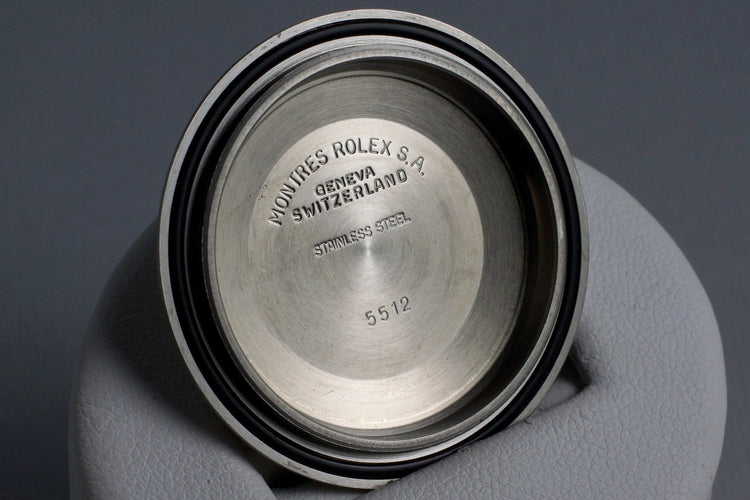 MONTRES ROLEX S.A.
GENEVA
SWITZERLAND
STAINLESS STEEL
5512